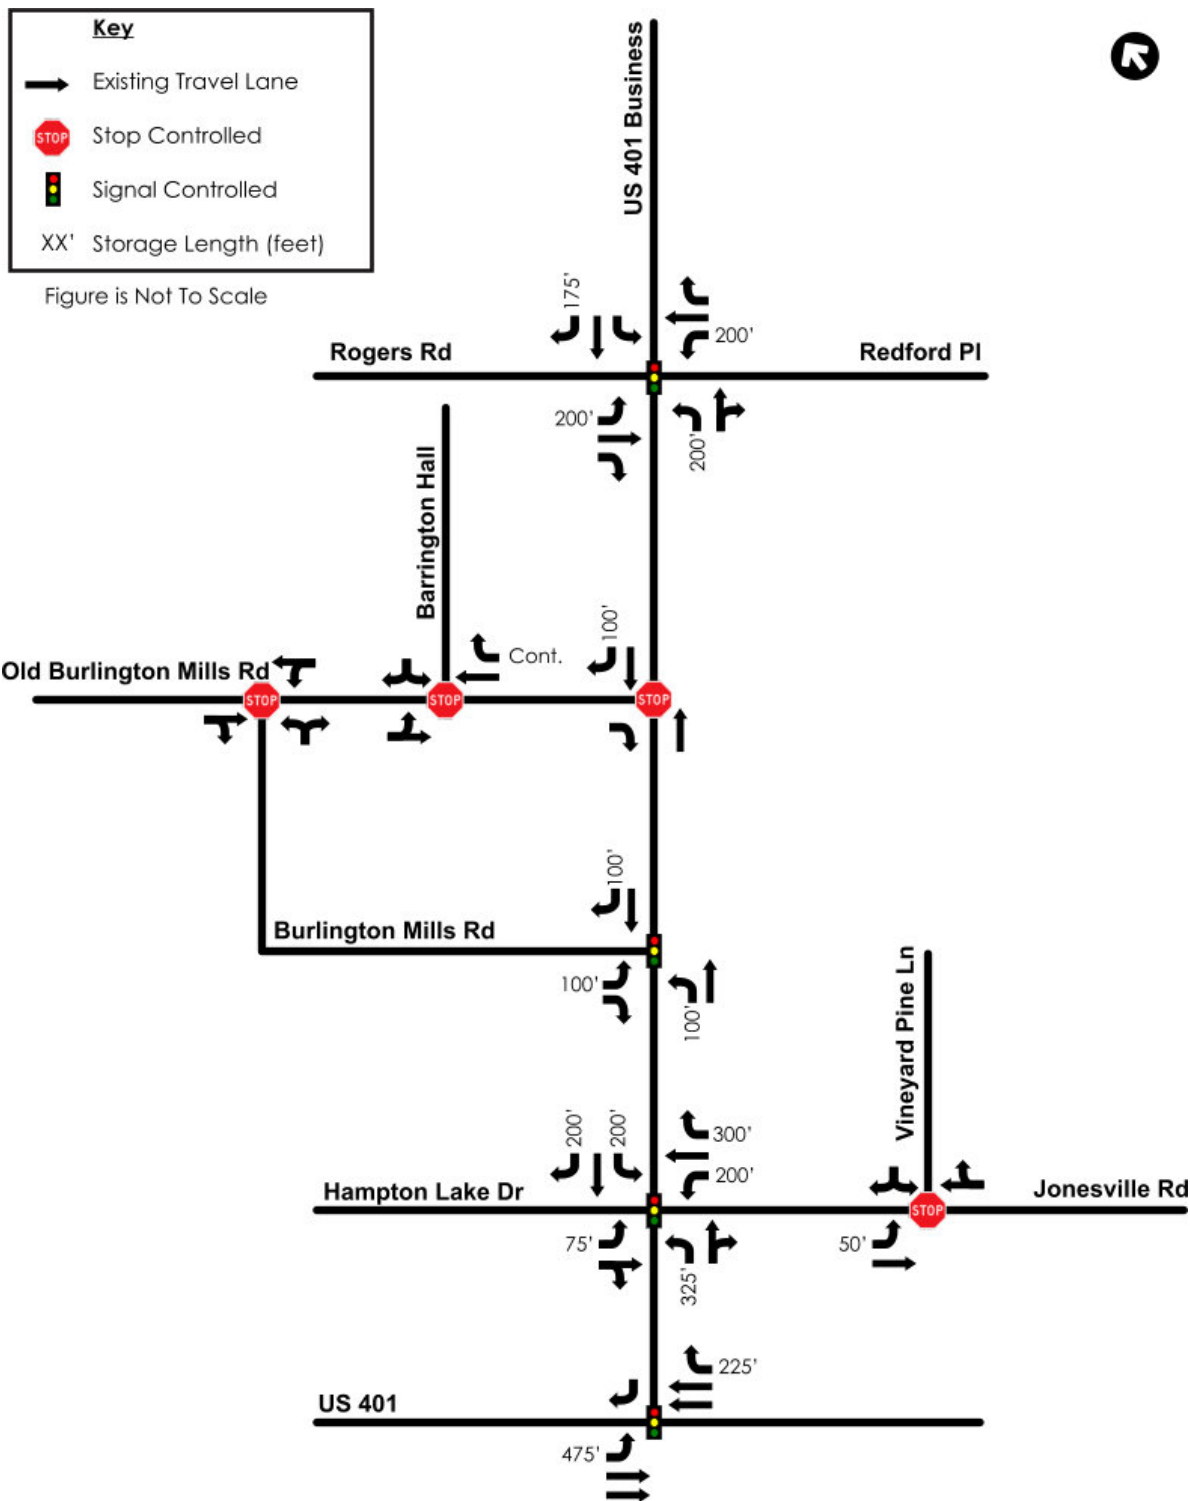 Key
Existing Travel Lane
STOP Stop Controlled
Signal Controlled
XX' Storage Length (feet)
Figure is Not To Scale
US 401 Business
175'
200'
Rogers Rd
Redford Pl
200'
200'
Barrington Hall
100'
Cont.
Old Burlington Mills Rd
STOP
STOP
STOP
100'
Burlington Mills Rd
100'
100'
Vineyard Pine Ln
200'
200'
300'
200'
Hampton Lake Dr
Jonesville Rd
STOP
75'
325'
50'
225'
US 401
475'